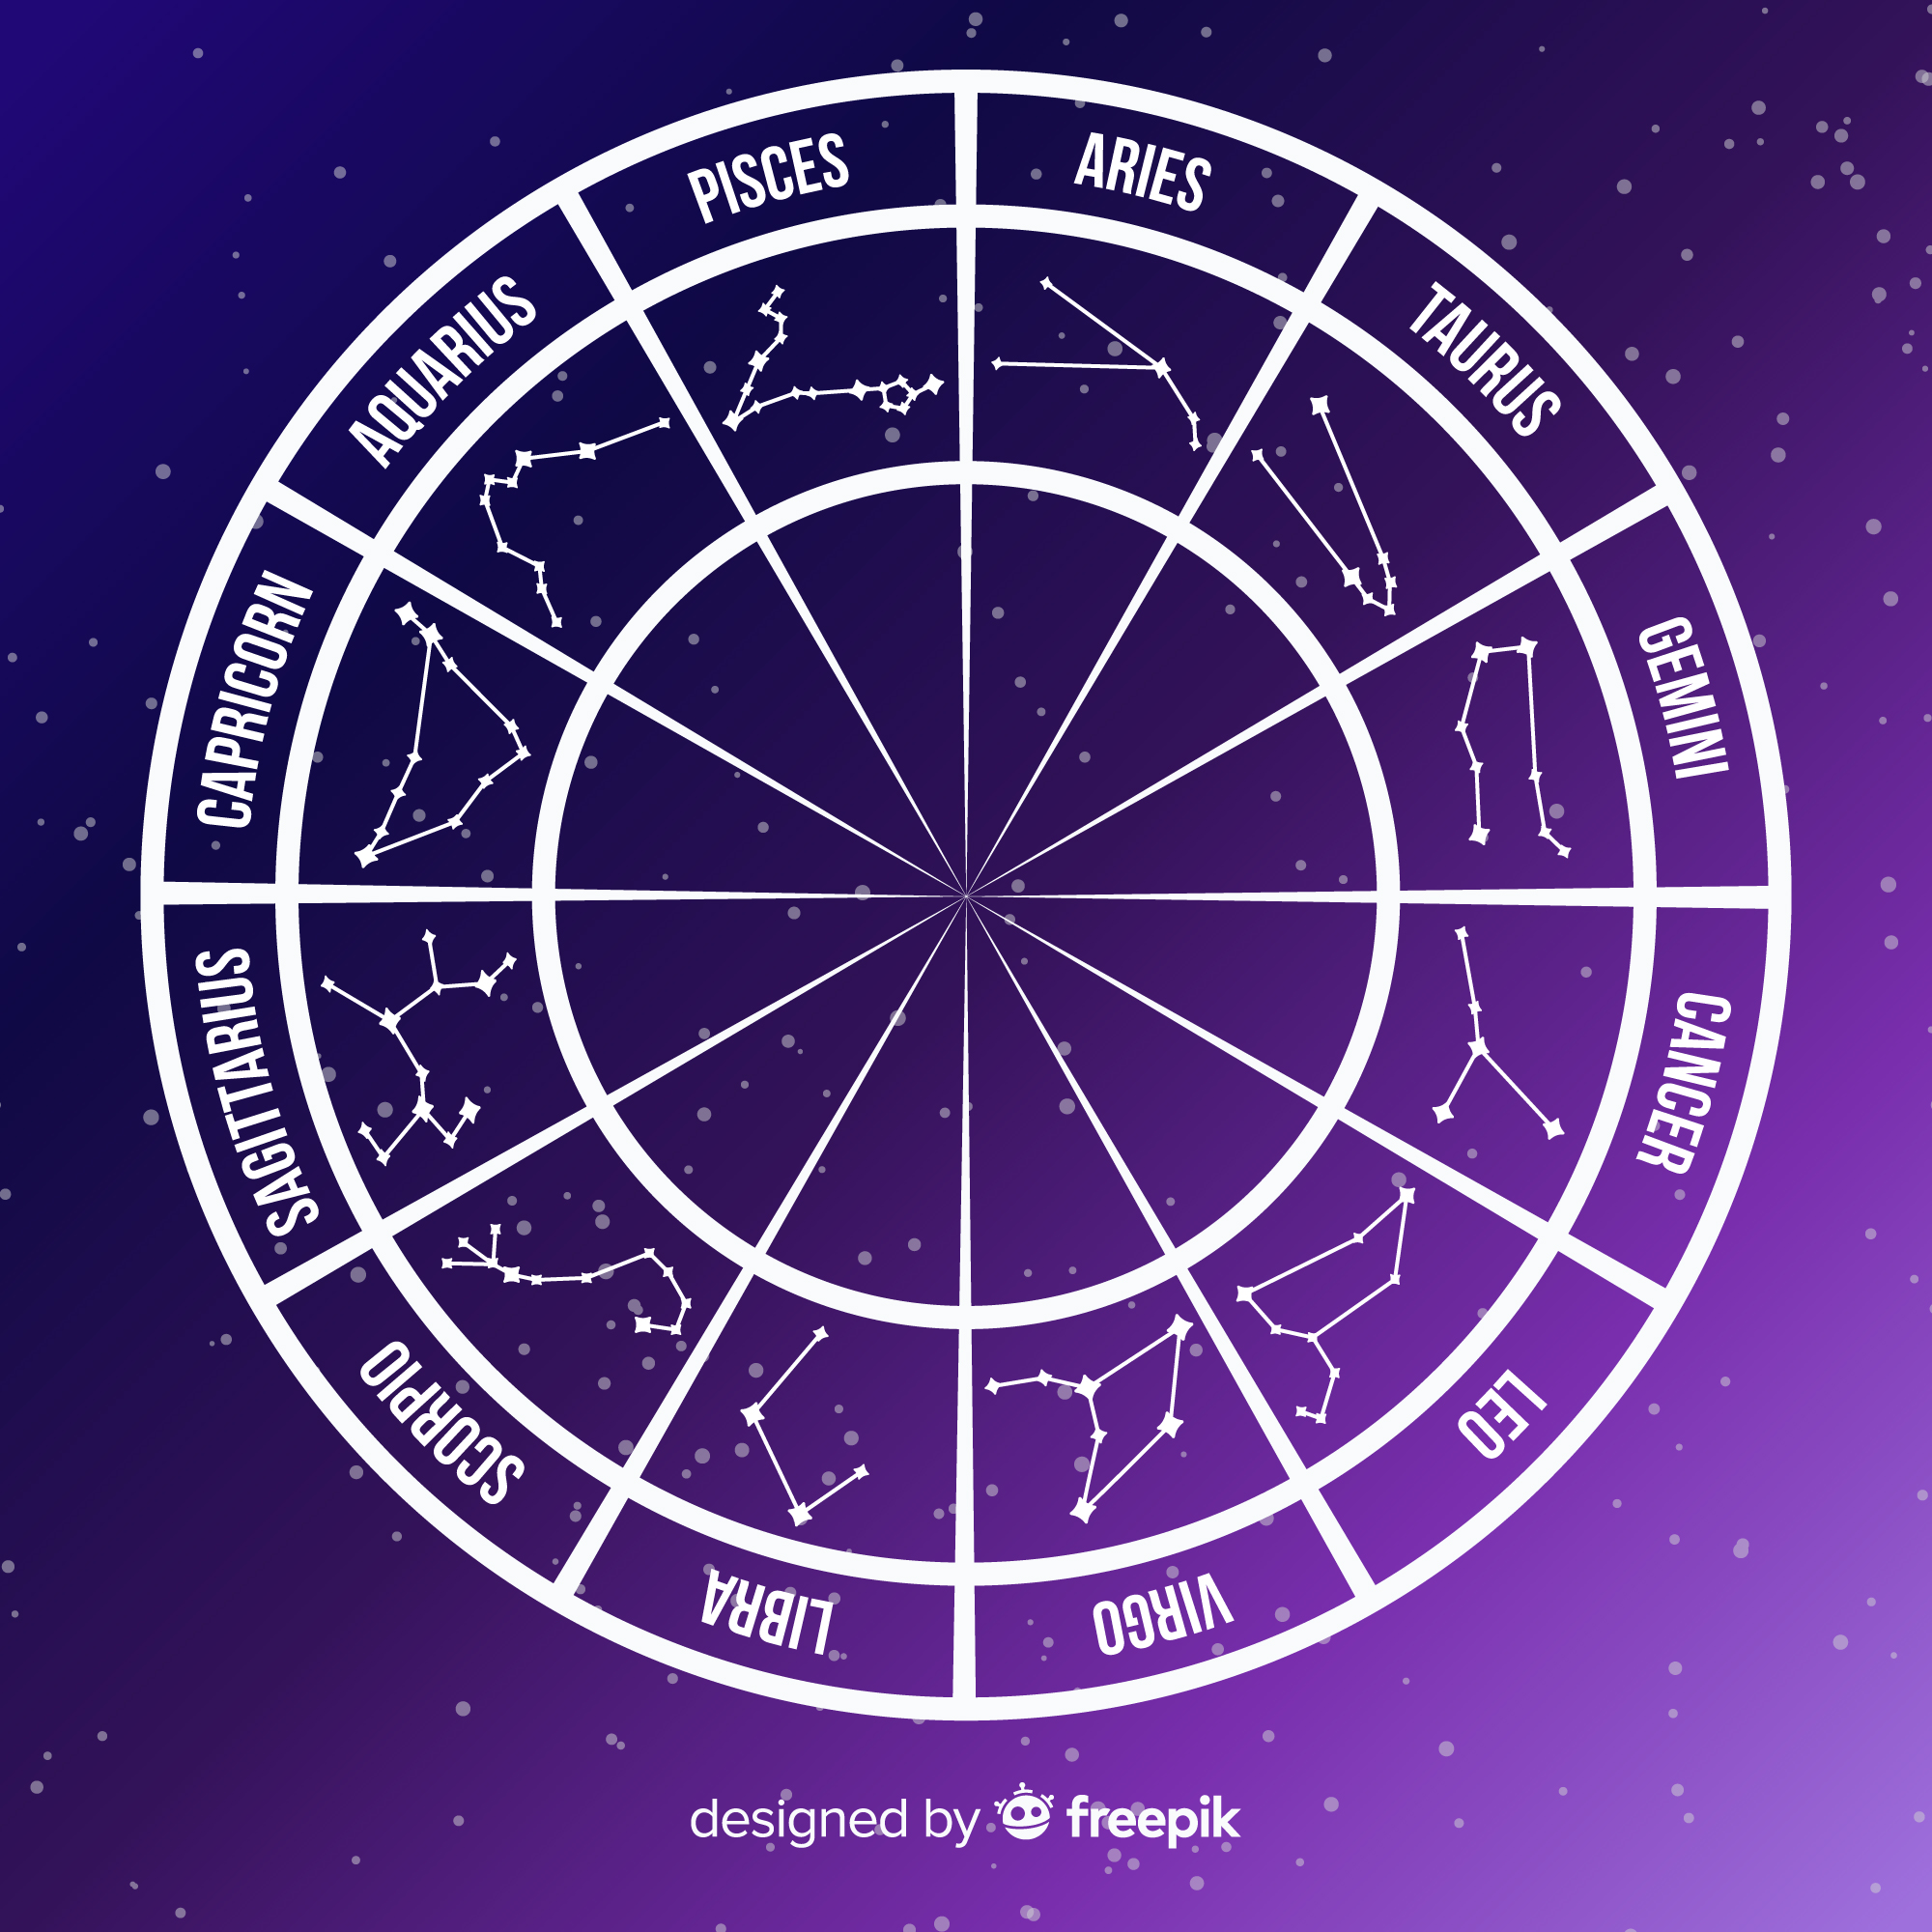 ARIES
TAURUS
GEMINI
CANCER
LEO
VIRGO
LIBRA
SCORPIO
SAGITTARIUS
CAPRICORN
AQUARIUS
PISCES
designed by freepik